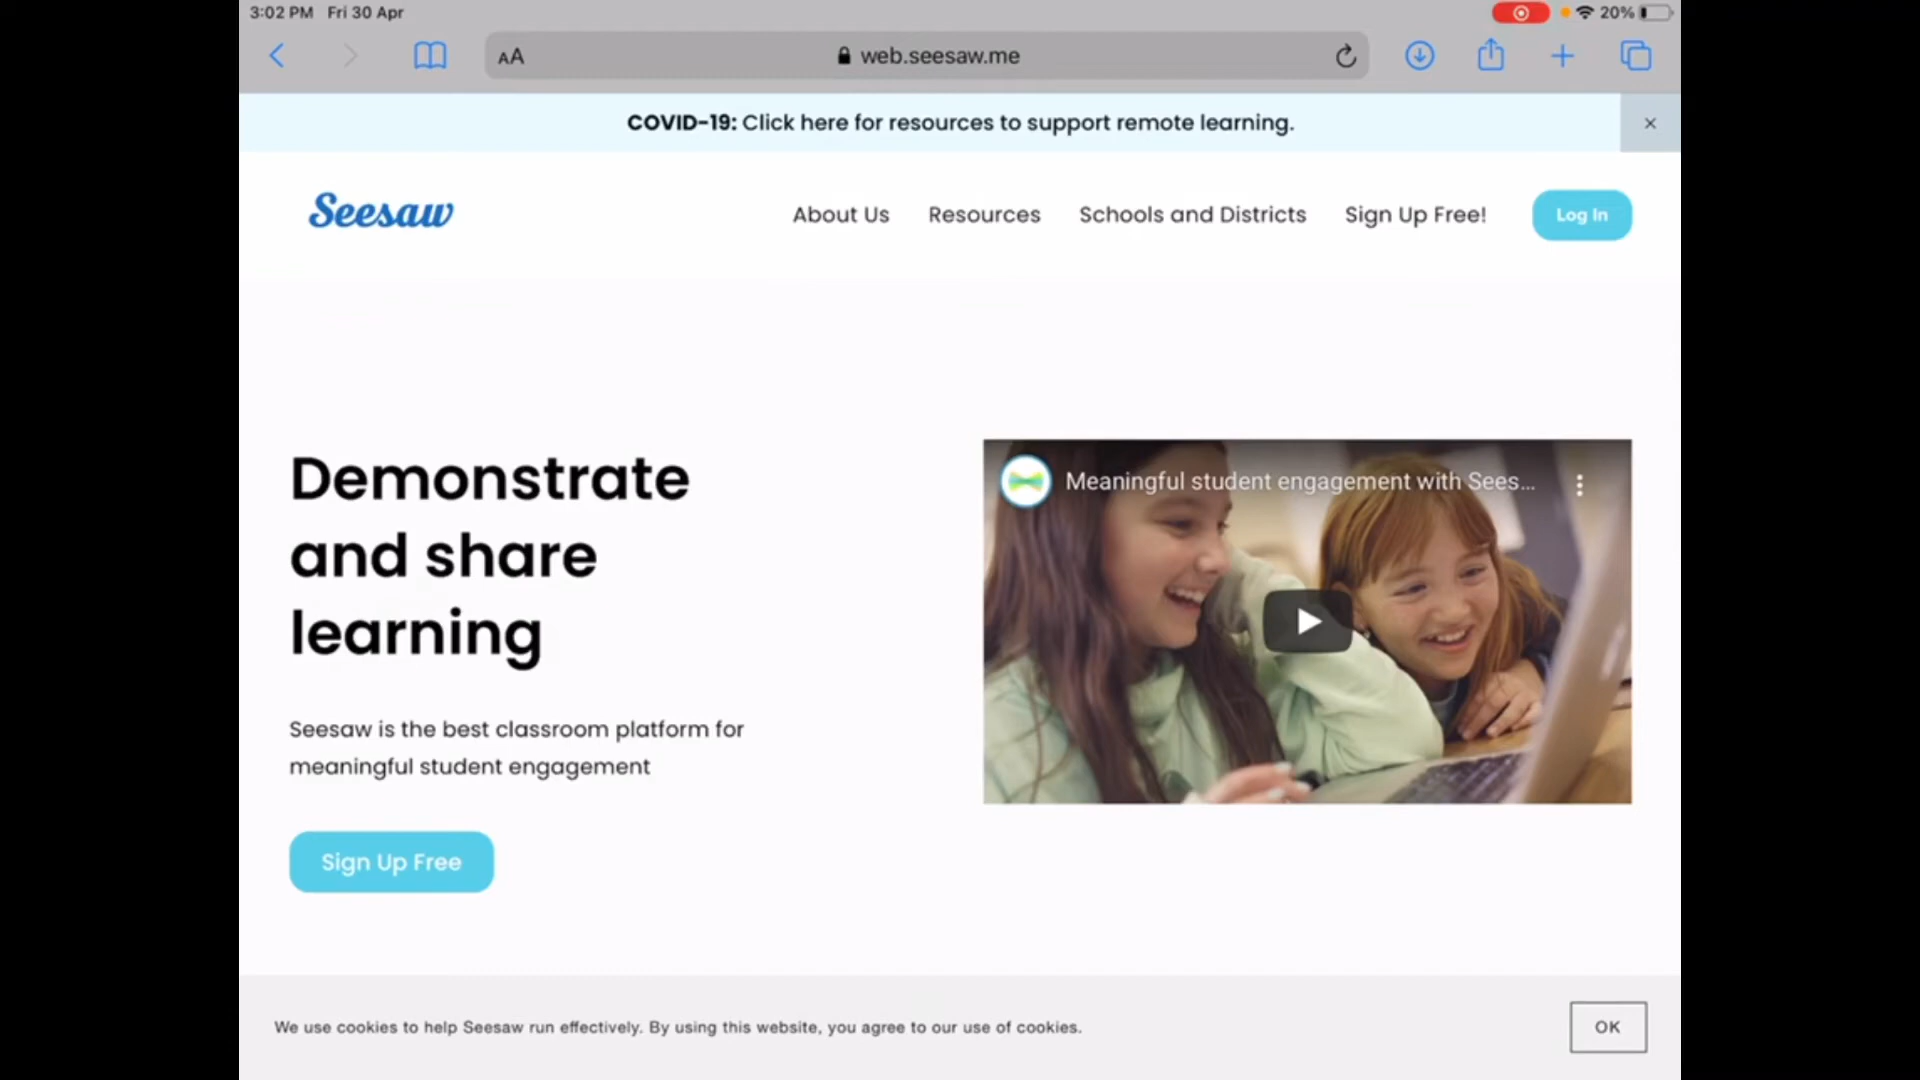 3:02 PM Fri 30 Apr
20%
AA
web.seesaw.me
COVID-19: Click here for resources to support remote learning.
Seesaw
About Us
Resources
Schools and Districts
Sign Up Free!
Log In
Demonstrate
and share
learning
Meaningful student engagement with Sees...
Seesaw is the best classroom platform for
meaningful student engagement
Sign Up Free
We use cookies to help Seesaw run effectively. By using this website, you agree to our use of cookies.
OK